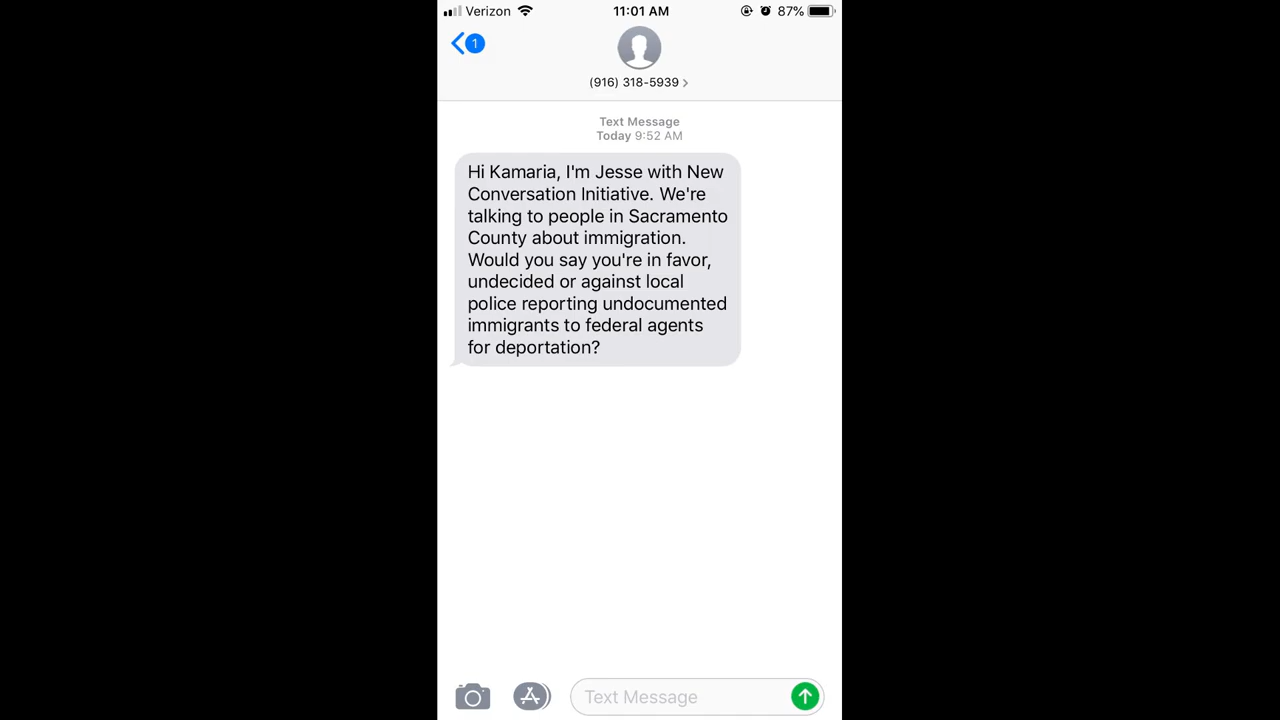 Verizon 11:01 AM 87%
1
(916) 318-5939 >
Text Message
Today 9:52 AM
Hi Kamaria, I'm Jesse with New
Conversation Initiative. We're
talking to people in Sacramento
County about immigration.
Would you say you're in favor,
undecided or against local
police reporting undocumented
immigrants to federal agents
for deportation?
Text Message